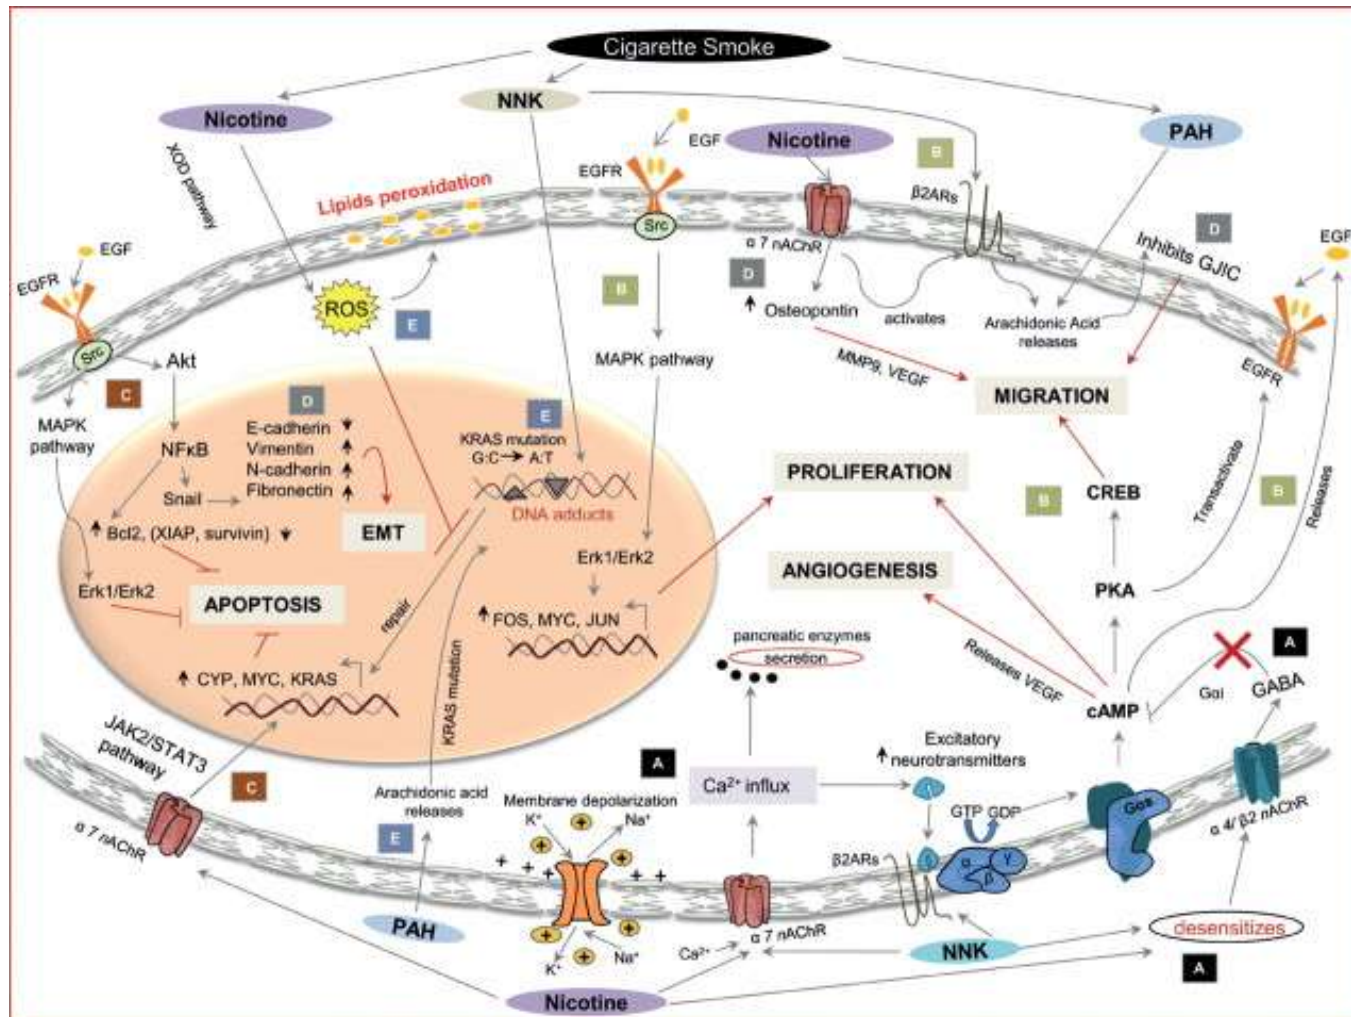 Cigarette Smoke
Nicotine
NNK
Nicotine
PAH
XOD pathway
Lipids peroxidation
EGFR
EGF
Src
α 7 nAChR
B
β2ARs
D
Inhibits GJIC
EGF
EGFR
EGF
EGFR
Src
Akt
C
MAPK
pathway
ROS
E
B
MAPK pathway
D
Osteopontin
activates
Arachidonic Acid
releases
MMP9, VEGF
MIGRATION
NFκB
Snail
D
E-cadherin
Vimentin
N-cadherin
Fibronectin
EMT
E
KRAS mutation
G:C A:T
DNA adducts
Bcl2, (XIAP, survivin)
Erk1/Erk2
APOPTOSIS
repair
KRAS mutation
CYP, MYC, KRAS
Erk1/Erk2
FOS, MYC, JUN
PROLIFERATION
ANGIOGENESIS
B
CREB
PKA
Transactivate
B
Releases
Releases VEGF
cAMP
Gαi
GABA
A
pancreatic enzymes
secretion
JAK2/STAT3
pathway
C
α 7 nAChR
Arachidonic acid
releases
E
PAH
A
Membrane depolarization
K⁺
Na⁺
+ + + +
+ + +
K⁺
Na⁺
Ca²⁺ influx
Excitatory
neurotransmitters
GTP GDP
β2ARs
α
β
γ
Gαs
α 4/ β2 nAChR
α 7 nAChR
Ca²⁺
NNK
desensitizes
A
Nicotine